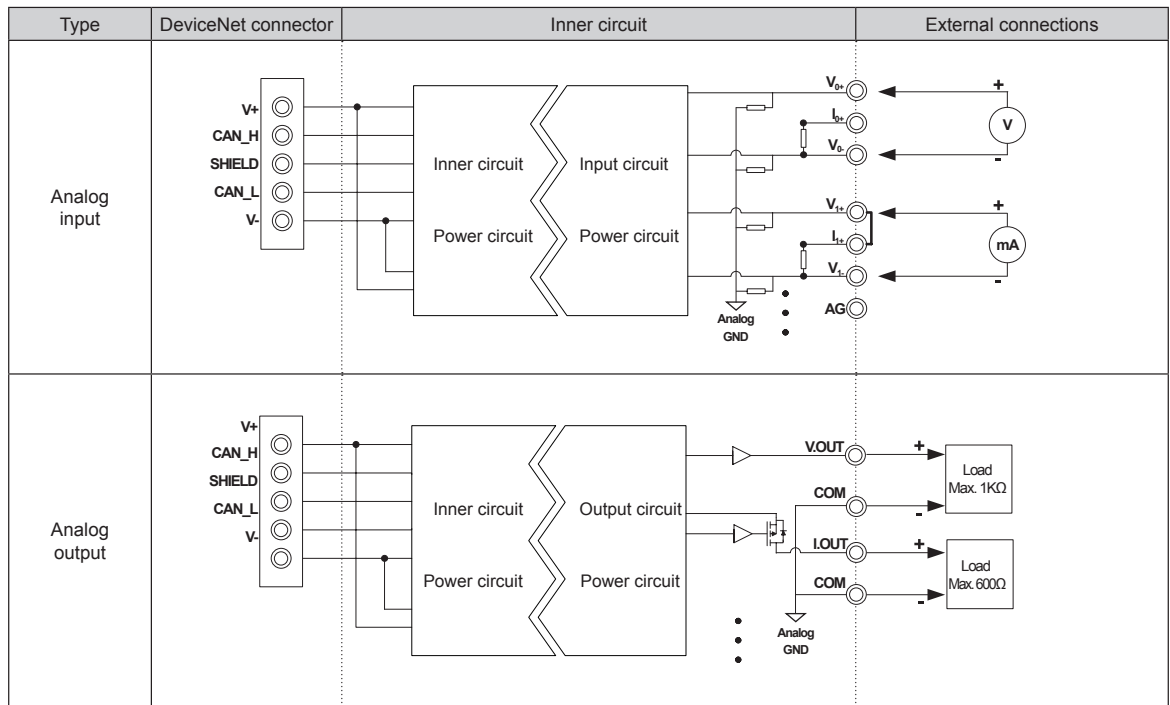 Type DeviceNet connector Inner circuit External connections
Analog
input
V+
CAN_H
SHIELD
CAN_L
V-
Inner circuit
Power circuit
Input circuit
Power circuit
V0+
I0+
V0-
V1+
I1+
V1-
AG
Analog
GND
+
V
-
+
mA
-
Analog
output
V+
CAN_H
SHIELD
CAN_L
V-
Inner circuit
Power circuit
Output circuit
Power circuit
V.OUT
COM
I.OUT
COM
Analog
GND
+
-
Load
Max. 1KΩ
+
-
Load
Max. 600Ω